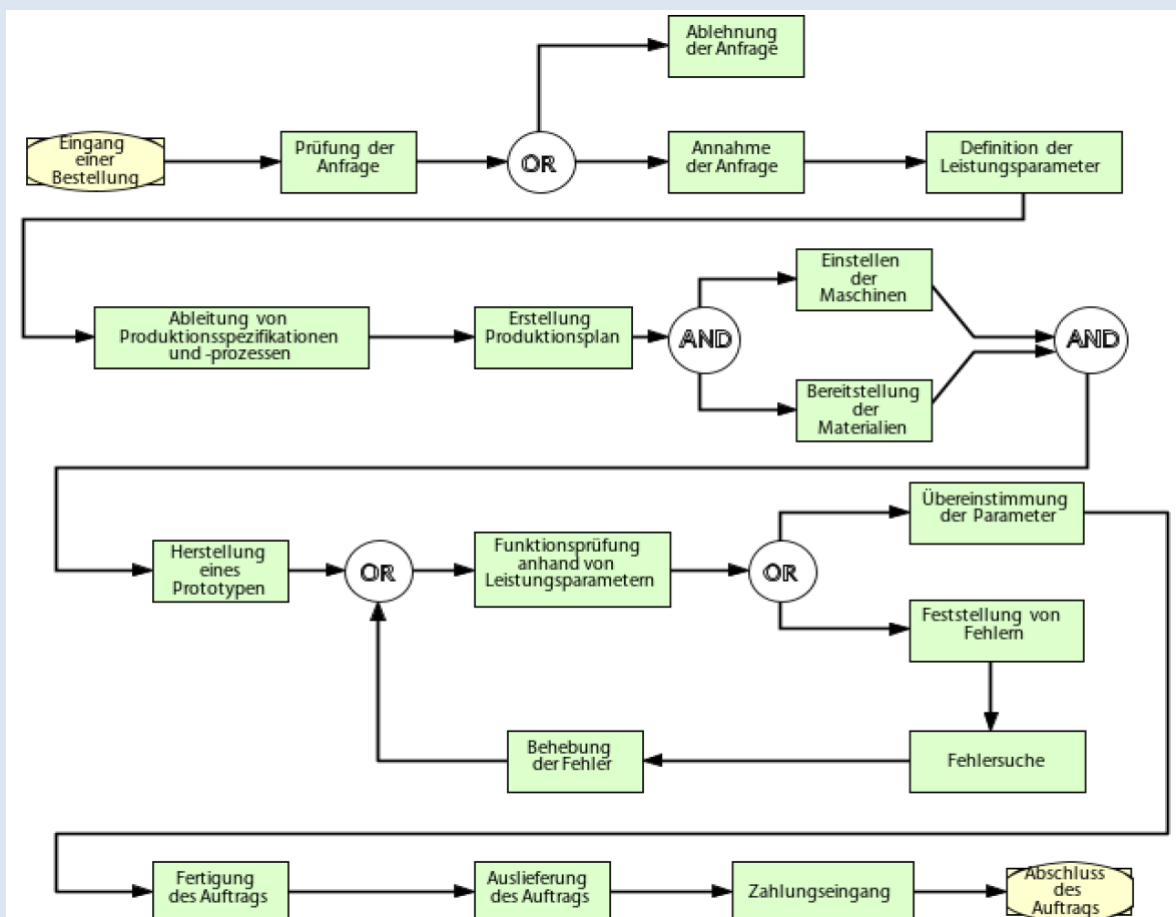 Ablehnung
der Anfrage
Eingang
einer
Bestellung
Prüfung der
Anfrage
OR
Annahme
der Anfrage
Definition der
Leistungsparameter
Ableitung von
Produktionsspezifikationen
und -prozessen
Erstellung
Produktionsplan
AND
Einstellen
der
Maschinen
Bereitstellung
der
Materialien
AND
Herstellung
eines
Prototypen
OR
Funktionsprüfung
anhand von
Leistungsparametern
OR
Übereinstimmung
der Parameter
Feststellung von
Fehlern
Fehlersuche
Behebung
der Fehler
Fertigung
des Auftrags
Auslieferung
des Auftrags
Zahlungseingang
Abschluss
des
Auftrags